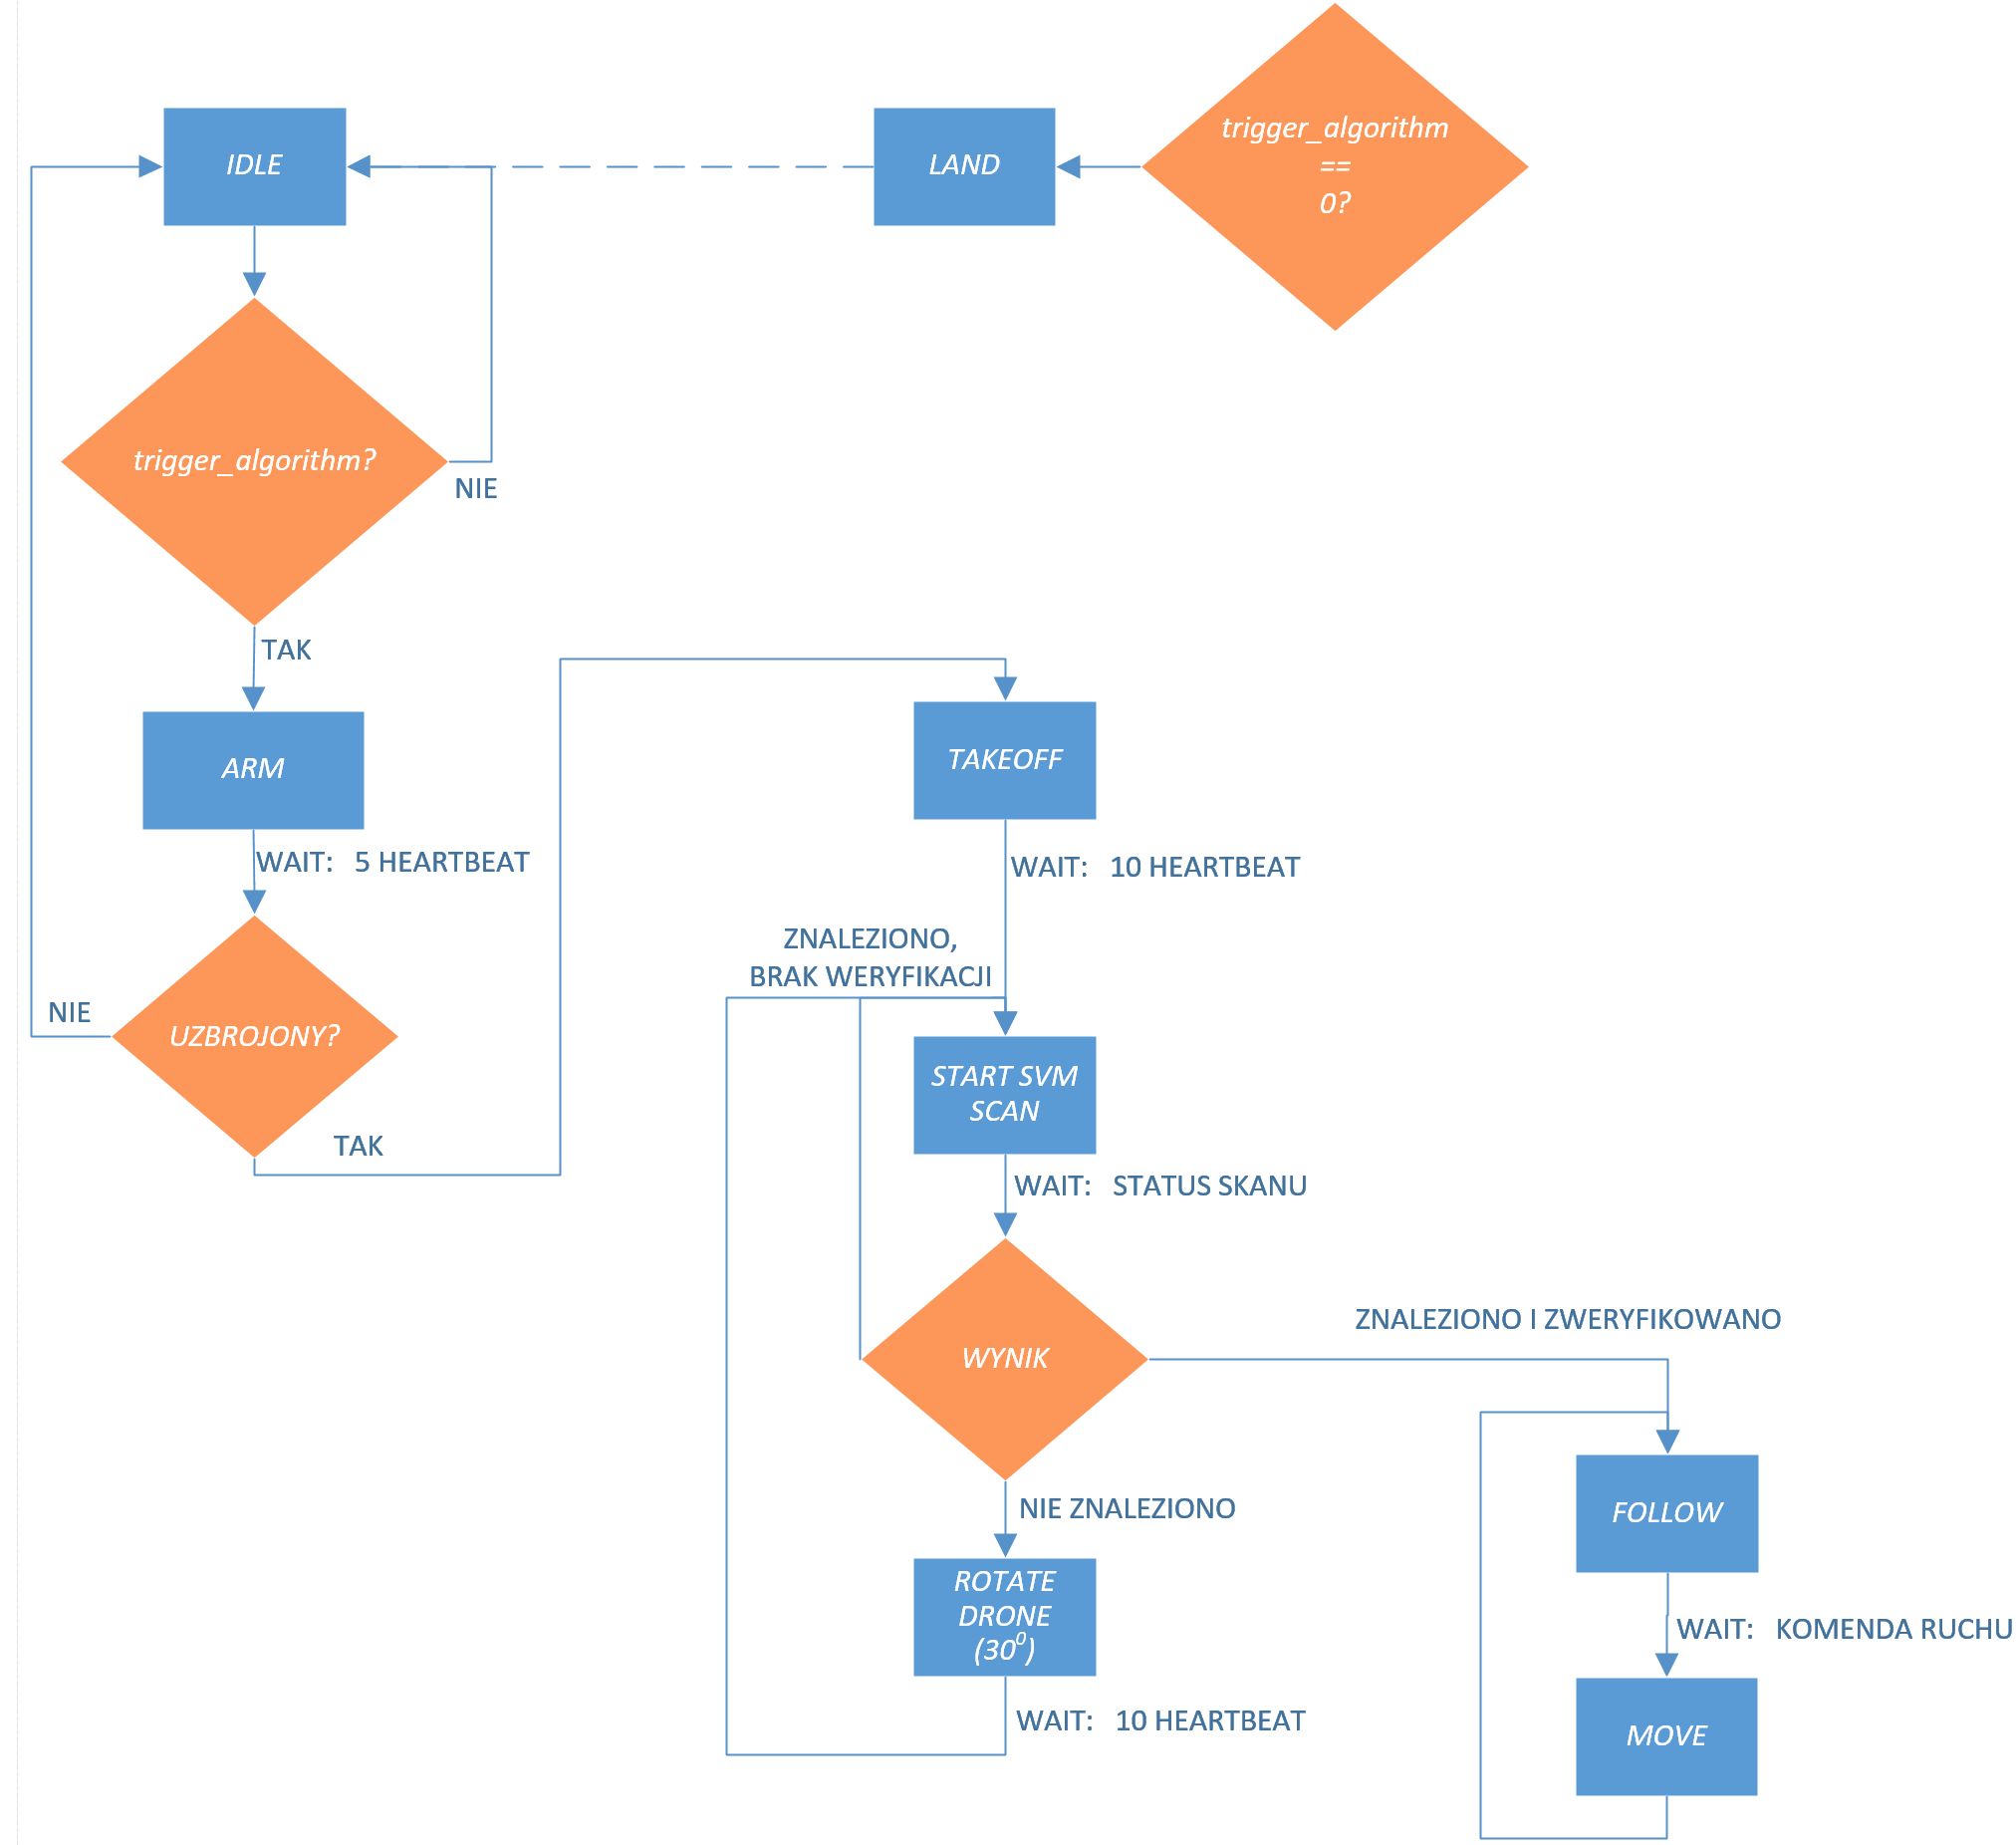 IDLE
LAND
trigger_algorithm
==
0?
trigger_algorithm?
NIE
TAK
ARM
WAIT: 5 HEARTBEAT
UZBROJONY?
NIE
TAK
TAKEOFF
WAIT: 10 HEARTBEAT
ZNALEZIONO,
BRAK WERYFIKACJI
START SVM
SCAN
WAIT: STATUS SKANU
WYNIK
ZNALEZIONO I ZWERYFIKOWANO
NIE ZNALEZIONO
ROTATE
DRONE
(30⁰)
WAIT: 10 HEARTBEAT
FOLLOW
WAIT: KOMENDA RUCHU
MOVE